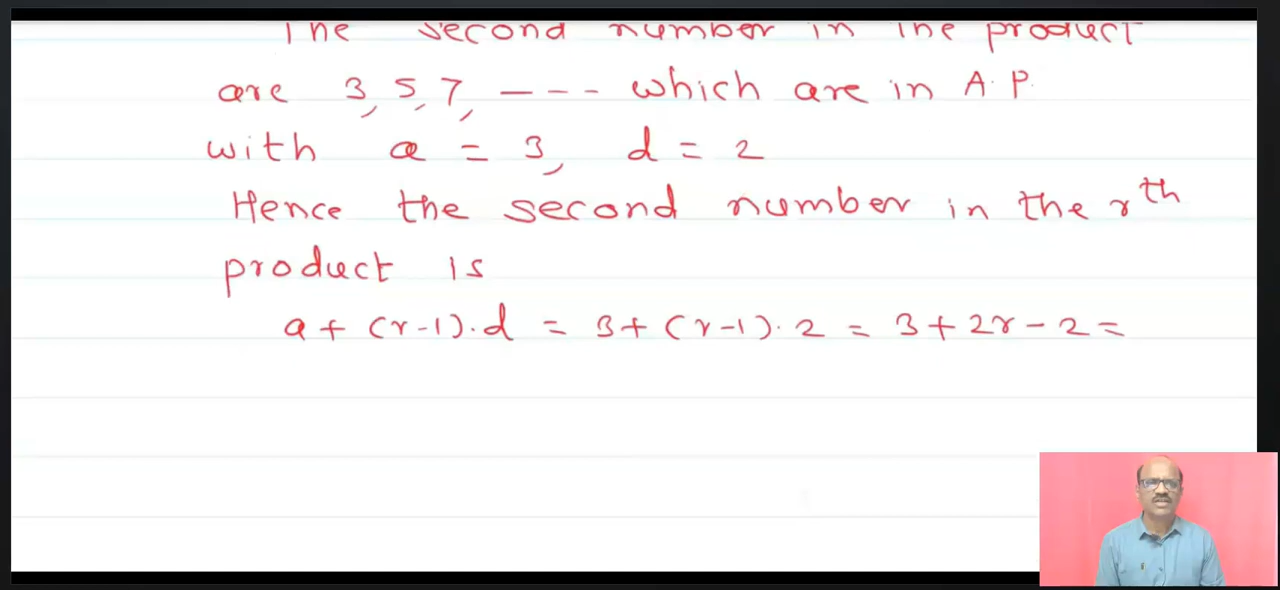 The second number in the product
are 3, 5, 7, --- which are in A.P.
with a = 3, d = 2
Hence the second number in the rth
product is
a + (r-1).d = 3 + (r-1).2 = 3 + 2r - 2 =